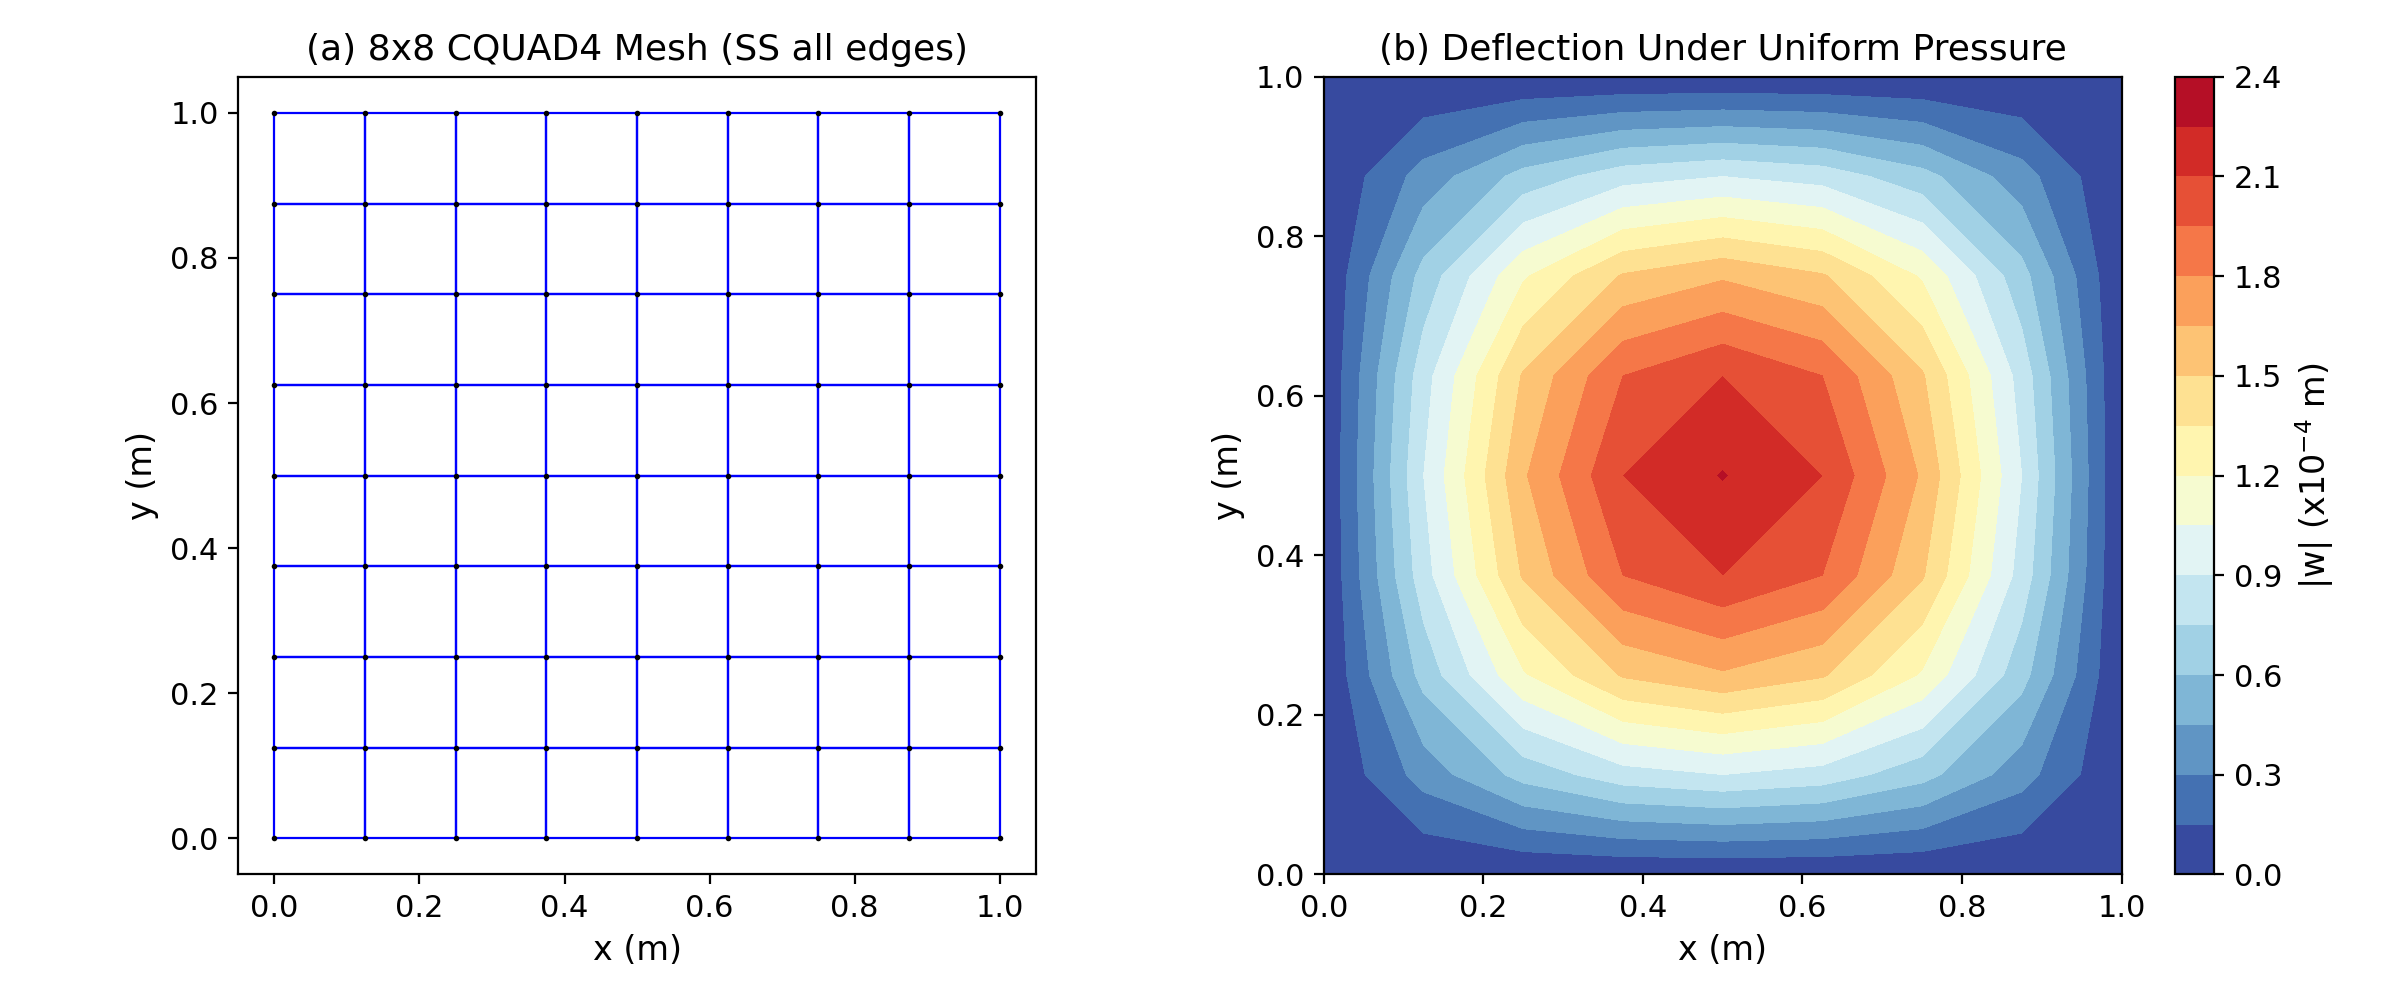 (a) 8x8 CQUAD4 Mesh (SS all edges)
1.0
0.8
0.6
0.4
0.2
0.0
y (m)
0.0 0.2 0.4 0.6 0.8 1.0
x (m)
(b) Deflection Under Uniform Pressure
1.0
0.8
0.6
0.4
0.2
0.0
y (m)
0.0 0.2 0.4 0.6 0.8 1.0
x (m)
2.4
2.1
1.8
1.5
1.2
0.9
0.6
0.3
0.0
|w| (x10⁻⁴ m)